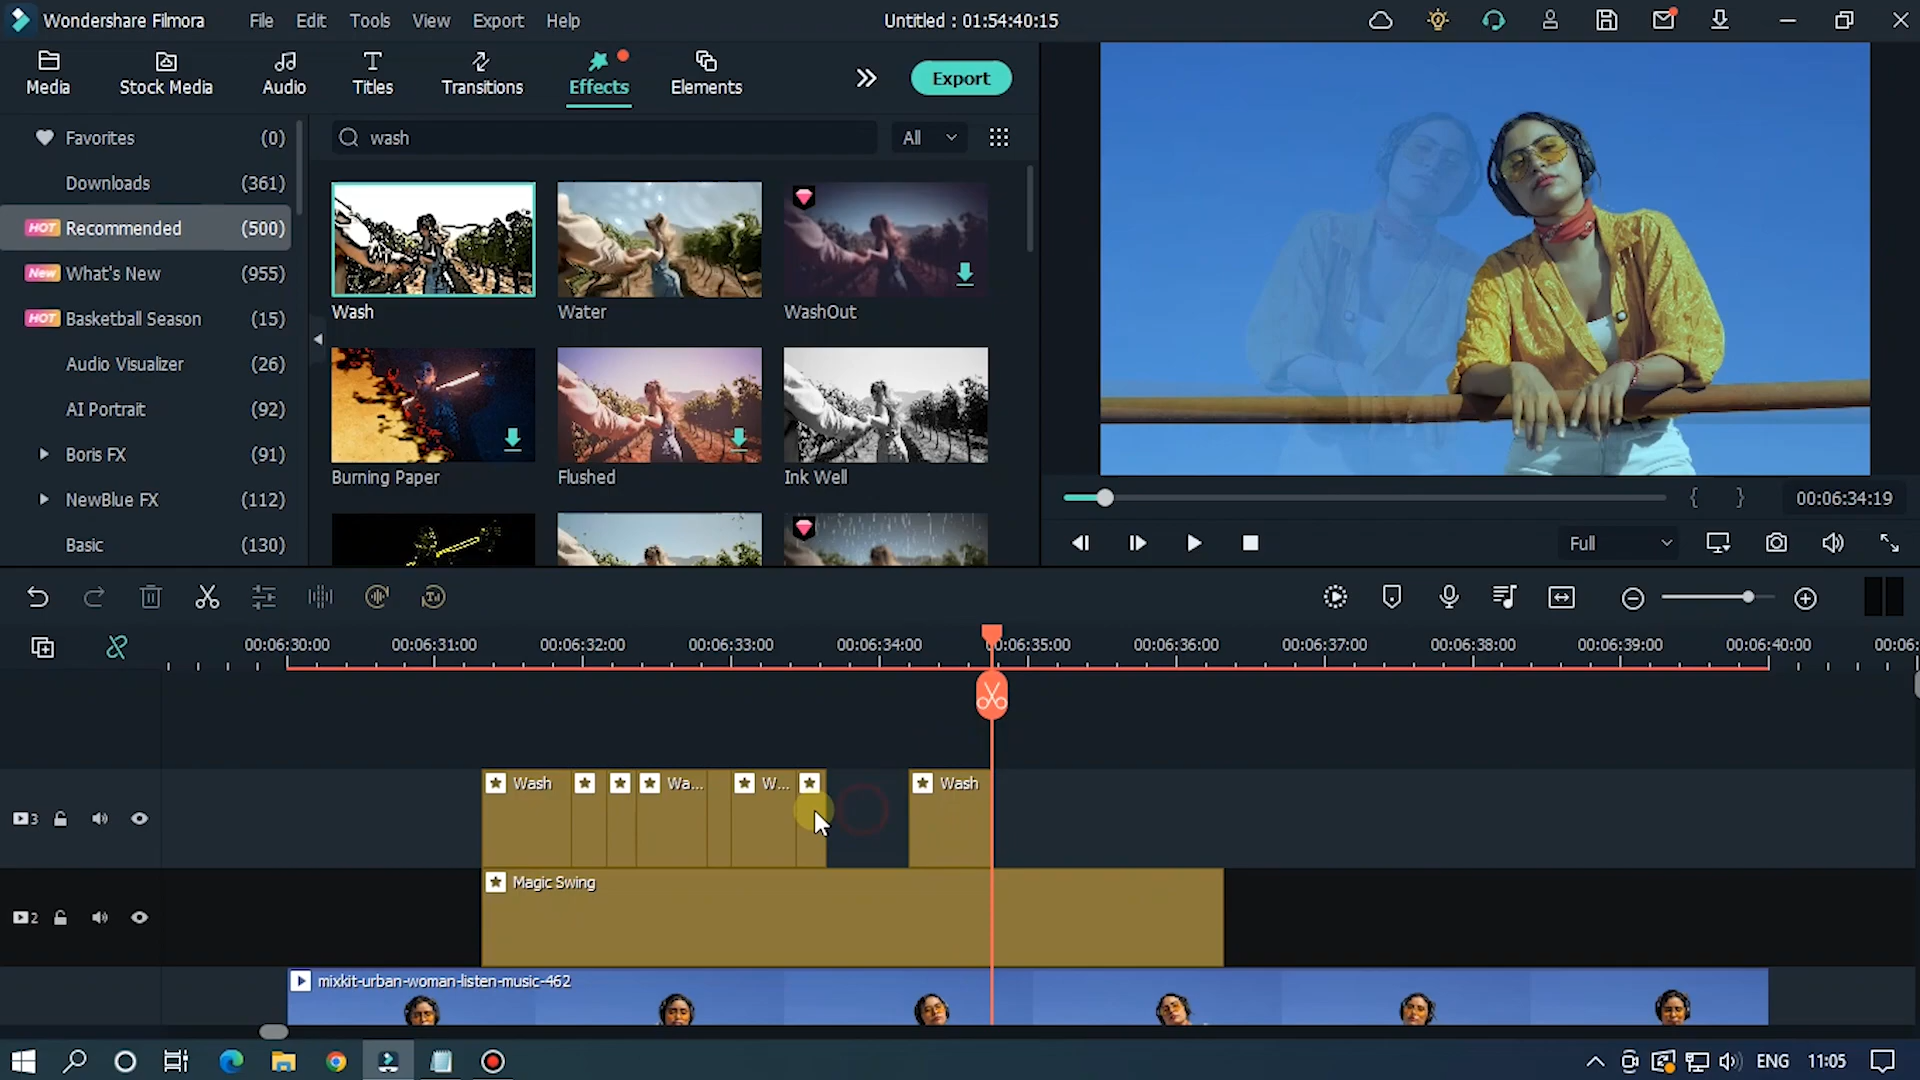 Wondershare Filmora
File Edit Tools View Export Help
Untitled : 01:54:40:15
Media
Stock Media
Audio
Titles
Transitions
Effects
Elements
Export
Favorites (0)
Downloads (361)
HOT Recommended (500)
New What's New (955)
HOT Basketball Season (15)
Audio Visualizer (26)
AI Portrait (92)
Boris FX (91)
NewBlue FX (112)
Basic (130)
wash
All
Wash
Water
WashOut
Burning Paper
Flushed
Ink Well
{ } 00:06:34:19
Full
00:06:30:00 00:06:31:00 00:06:32:00 00:06:33:00 00:06:34:00 00:06:35:00 00:06:36:00 00:06:37:00 00:06:38:00 00:06:39:00 00:06:40:00 00:06:
3
Wash
Wa...
W...
Wash
2
Magic Swing
mixkit-urban-woman-listen-music-462
ENG 11:05